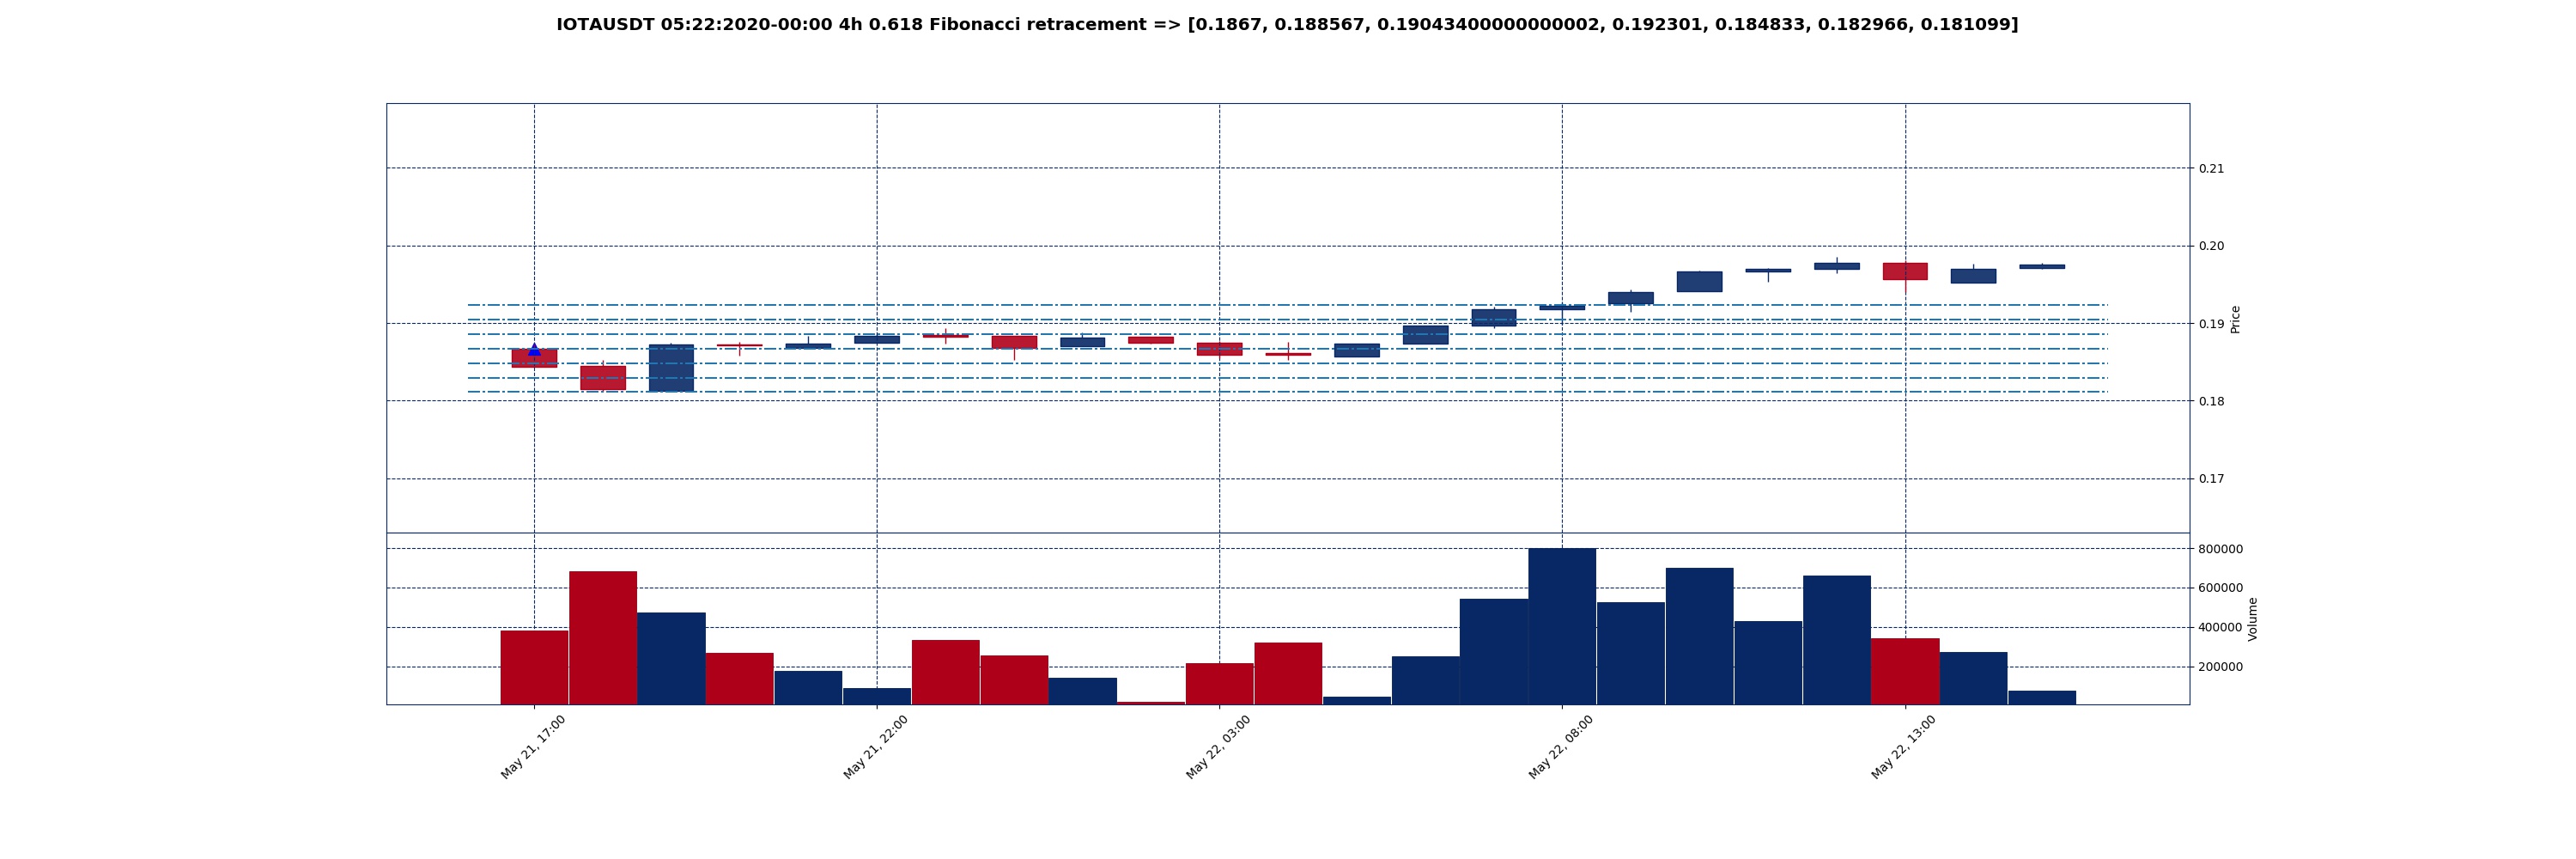 IOTAUSDT 05:22:2020-00:00 4h 0.618 Fibonacci retracement => [0.1867, 0.188567, 0.19043400000000002, 0.192301, 0.184833, 0.182966, 0.181099]
0.21
0.20
0.19
0.18
0.17
Price
800000
600000
400000
200000
Volume
May 21, 17:00
May 21, 22:00
May 22, 03:00
May 22, 08:00
May 22, 13:00